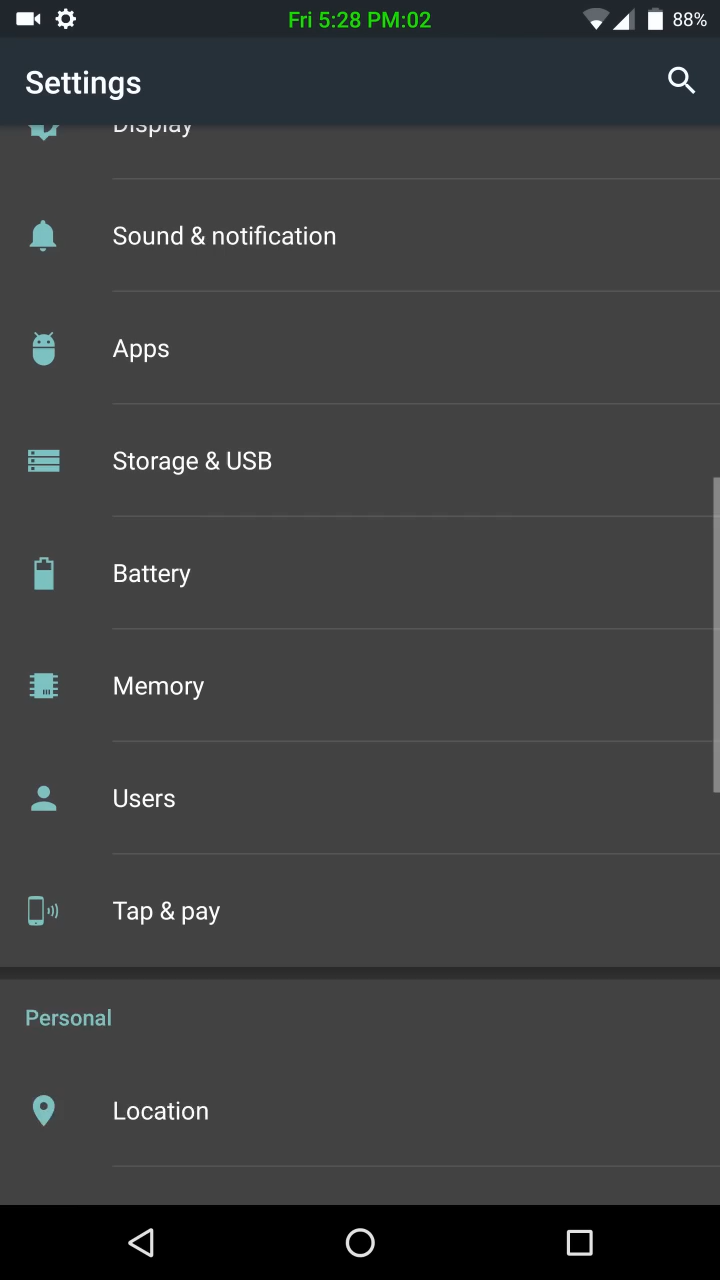 Fri 5:28 PM:02
88%
Settings
Display
Sound & notification
Apps
Storage & USB
Battery
Memory
Users
Tap & pay
Personal
Location